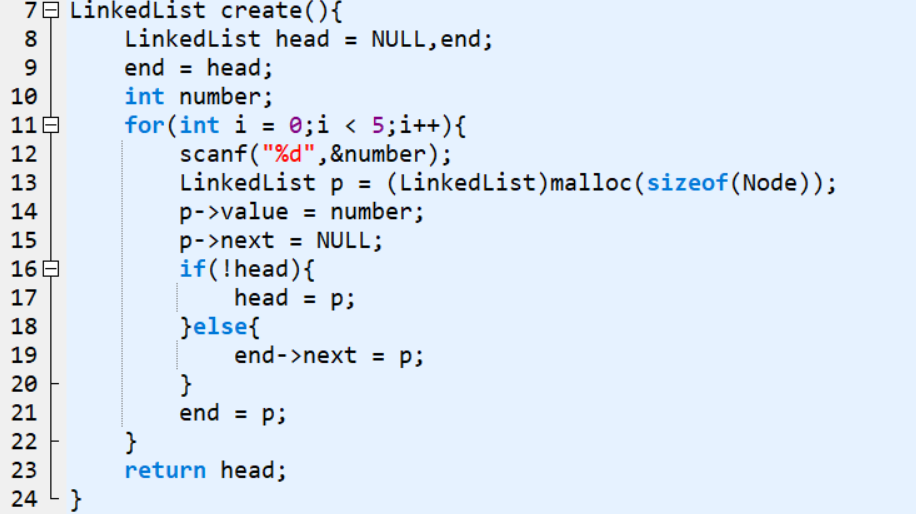 7 LinkedList create(){
8 LinkedList head = NULL,end;
9 end = head;
10 int number;
11 for(int i = 0;i < 5;i++){
12 scanf("%d",&number);
13 LinkedList p = (LinkedList)malloc(sizeof(Node));
14 p->value = number;
15 p->next = NULL;
16 if(!head){
17 head = p;
18 }else{
19 end->next = p;
20 }
21 end = p;
22 }
23 return head;
24 }